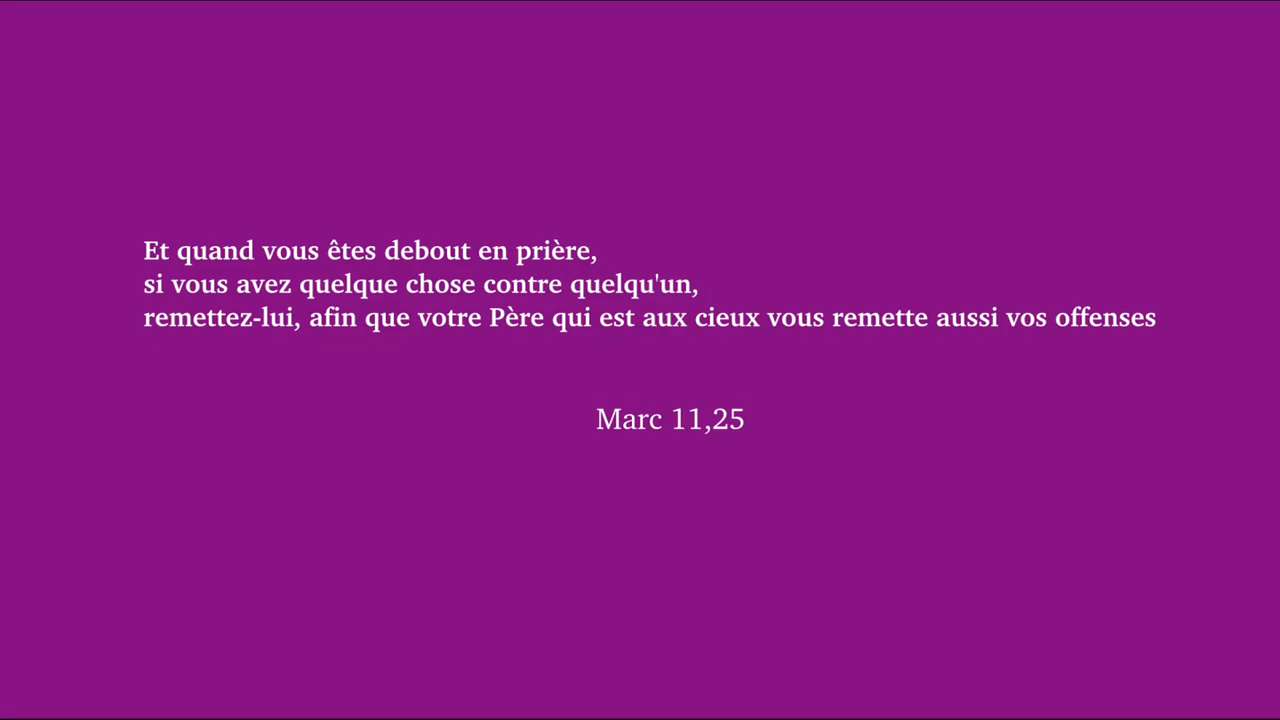 Et quand vous êtes debout en prière,
si vous avez quelque chose contre quelqu'un,
remettez-lui, afin que votre Père qui est aux cieux vous remette aussi vos offenses
Marc 11,25